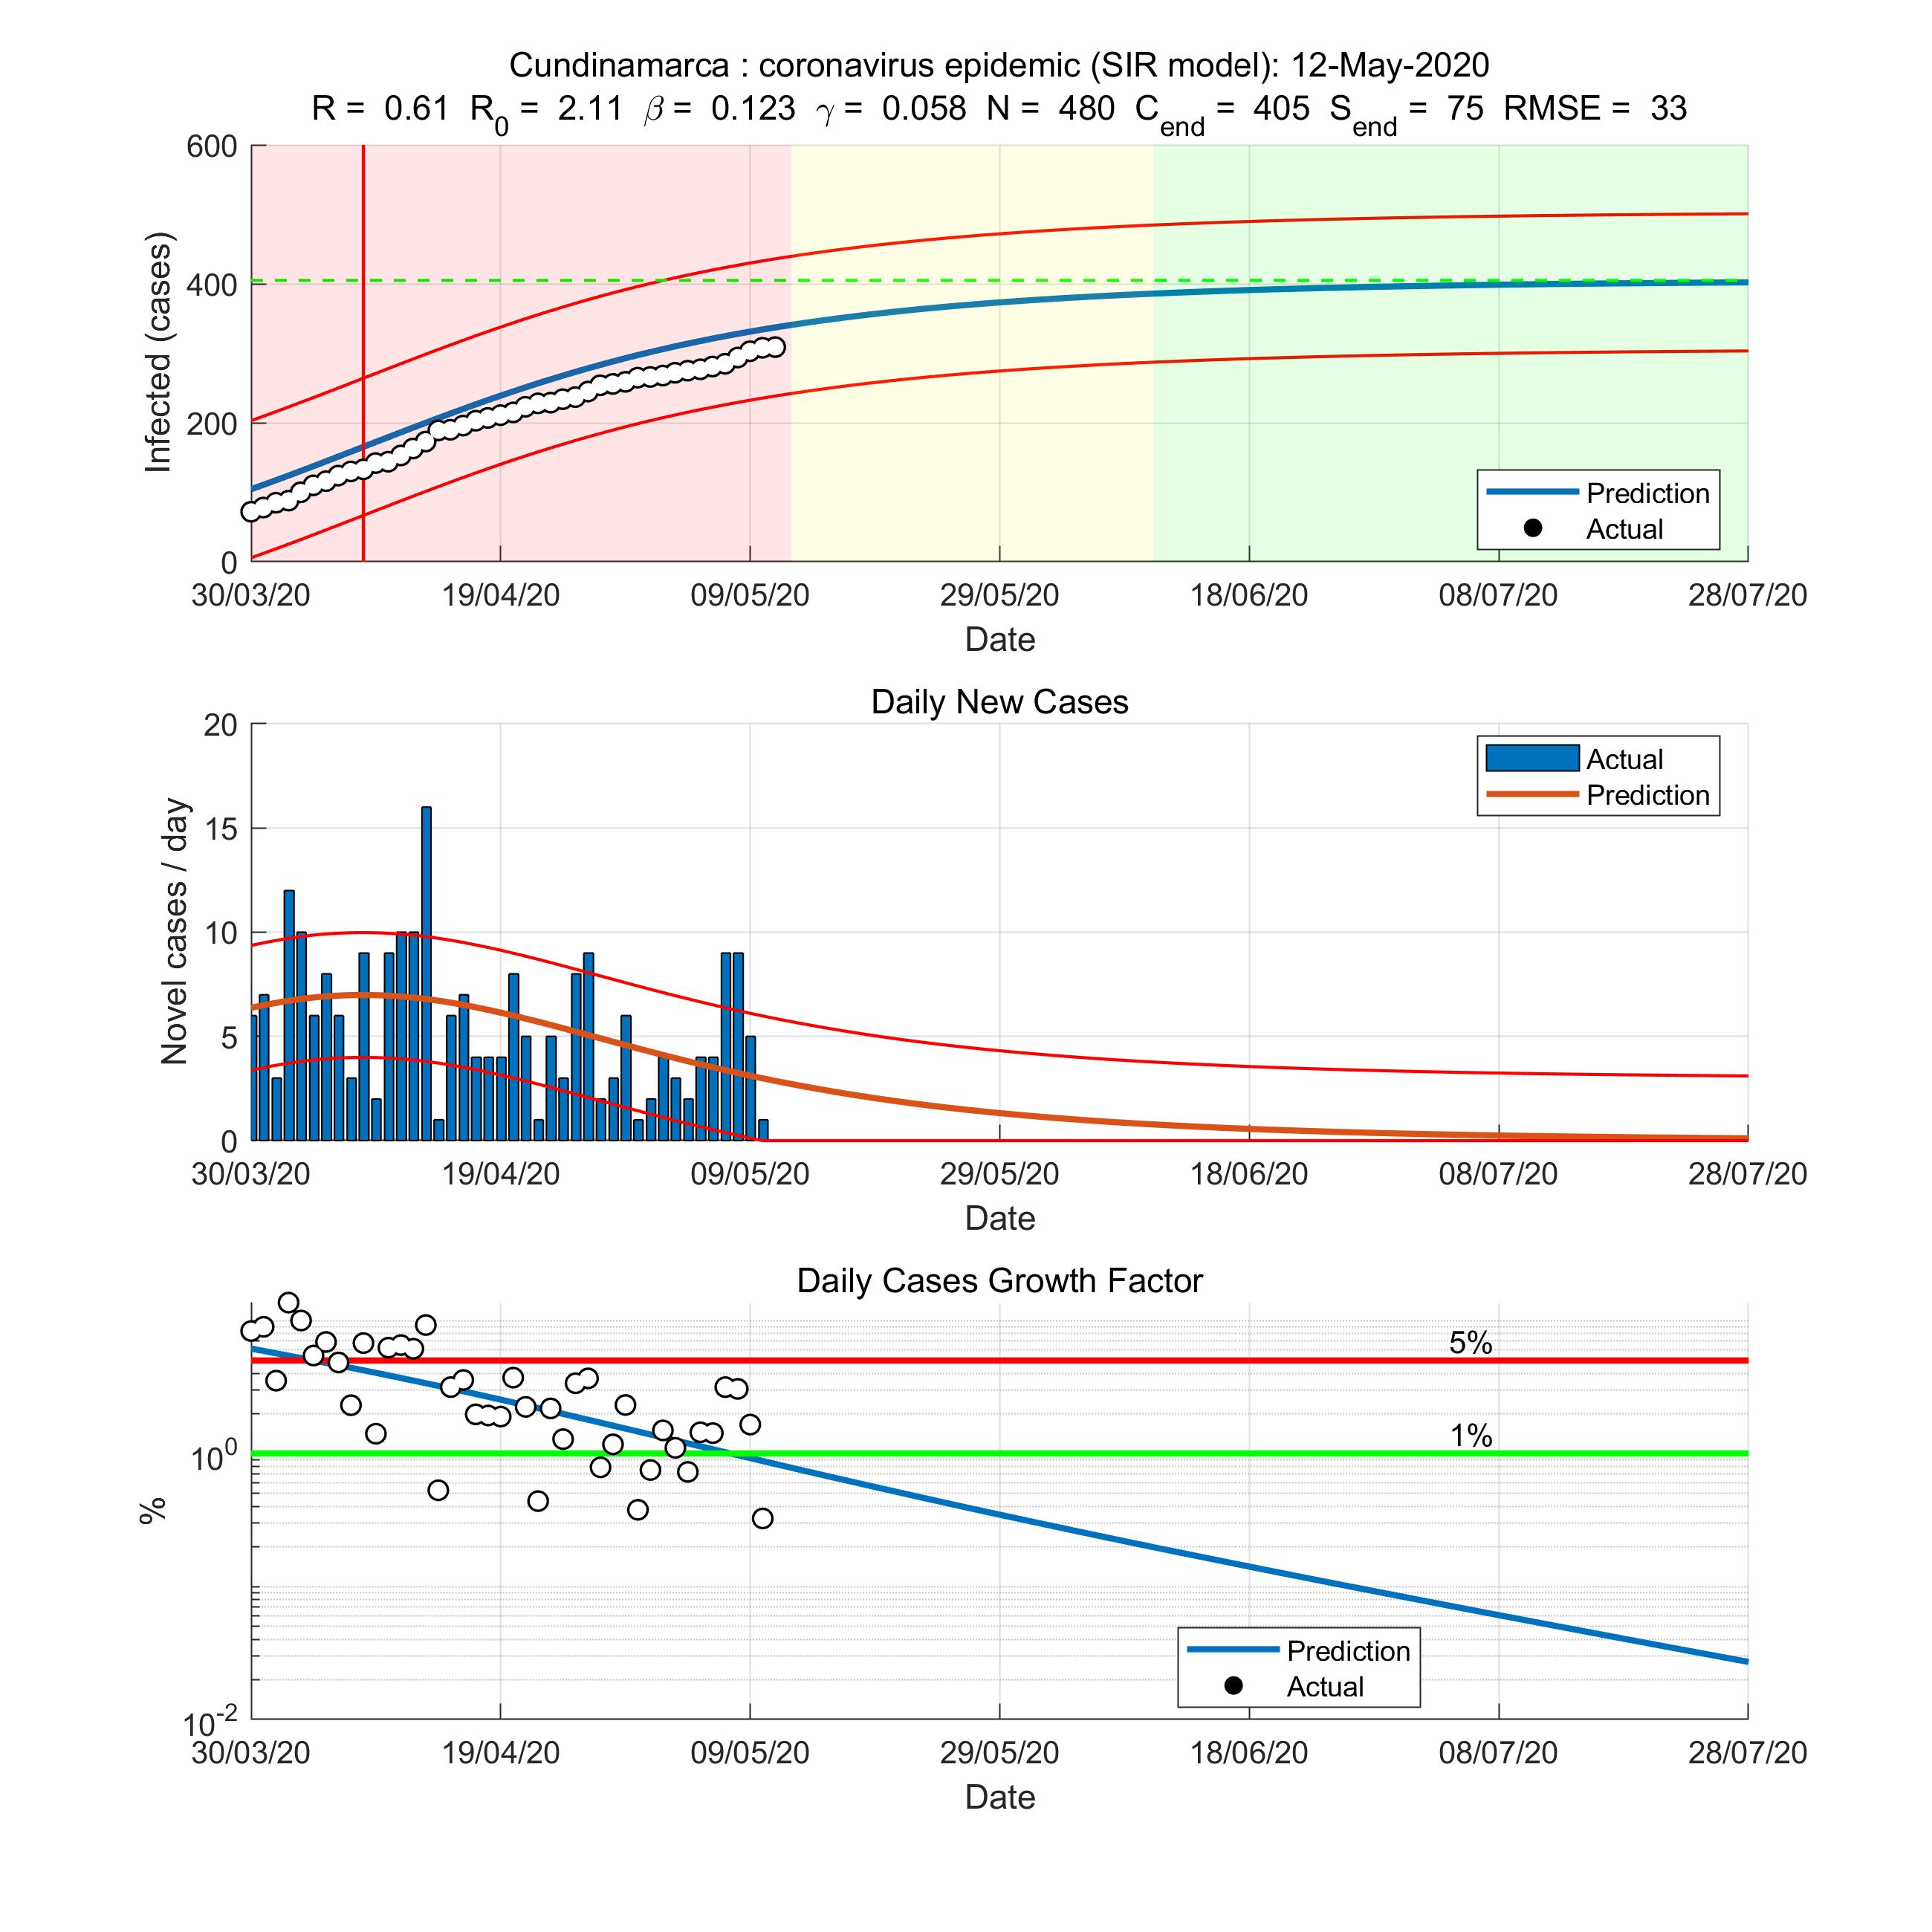 Cundinamarca : coronavirus epidemic (SIR model): 12-May-2020
R = 0.61 R0 = 2.11 β = 0.123 γ = 0.058 N = 480 Cend = 405 Send = 75 RMSE = 33
600
400
200
0
Infected (cases)
Prediction
Actual
30/03/20 19/04/20 09/05/20 29/05/20 18/06/20 08/07/20 28/07/20
Date
Daily New Cases
20
15
10
5
0
Novel cases / day
Actual
Prediction
30/03/20 19/04/20 09/05/20 29/05/20 18/06/20 08/07/20 28/07/20
Date
Daily Cases Growth Factor
5%
1%
10^0
%
10^-2
Prediction
Actual
30/03/20 19/04/20 09/05/20 29/05/20 18/06/20 08/07/20 28/07/20
Date